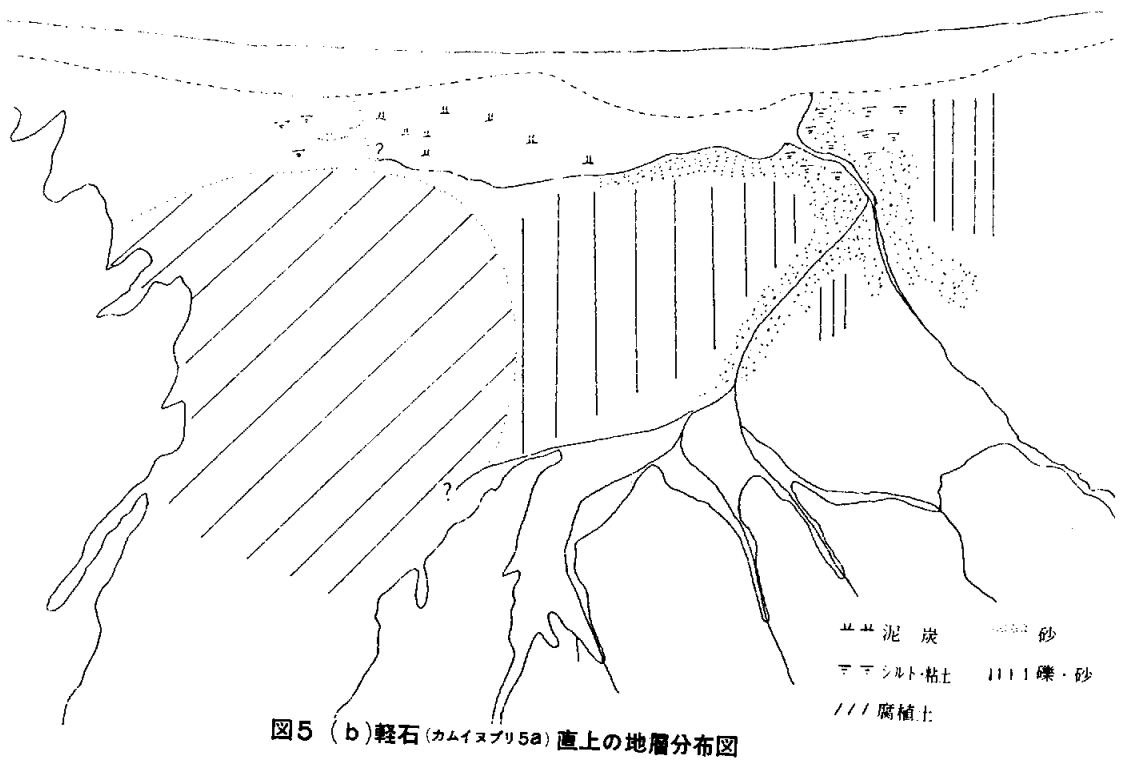 ?
?
泥炭
砂
シルト・粘土
礫・砂
腐植土
図5 (b)軽石(カムイヌプリ5a)直上の地層分布図